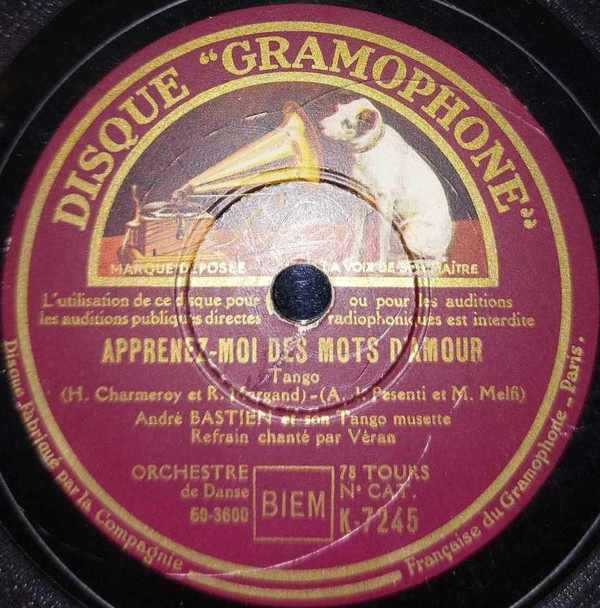 DISQUE "GRAMOPHONE"
MARQUE DÉPOSÉE LA VOIX DE SON MAÎTRE
L'utilisation de ce disque pour ou pour les auditions
les auditions publiques directes radiophoniques est interdite
APPRENEZ-MOI DES MOTS D'AMOUR
Tango
(H. Charmeroy et R. Margand)-(A. J. Pesenti et M. Melfi)
André BASTIEN et son Tango musette
Refrain chanté par Véran
ORCHESTRE
de Danse
50-3600
BIEM
78 TOURS
N° CAT.
K-7245
Disque Fabriqué par la Compagnie Française du Gramophone - Paris.